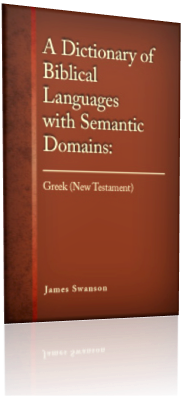 A Dictionary of
Biblical
Languages
with Semantic
Domains:
Greek (New Testament)
James Swanson